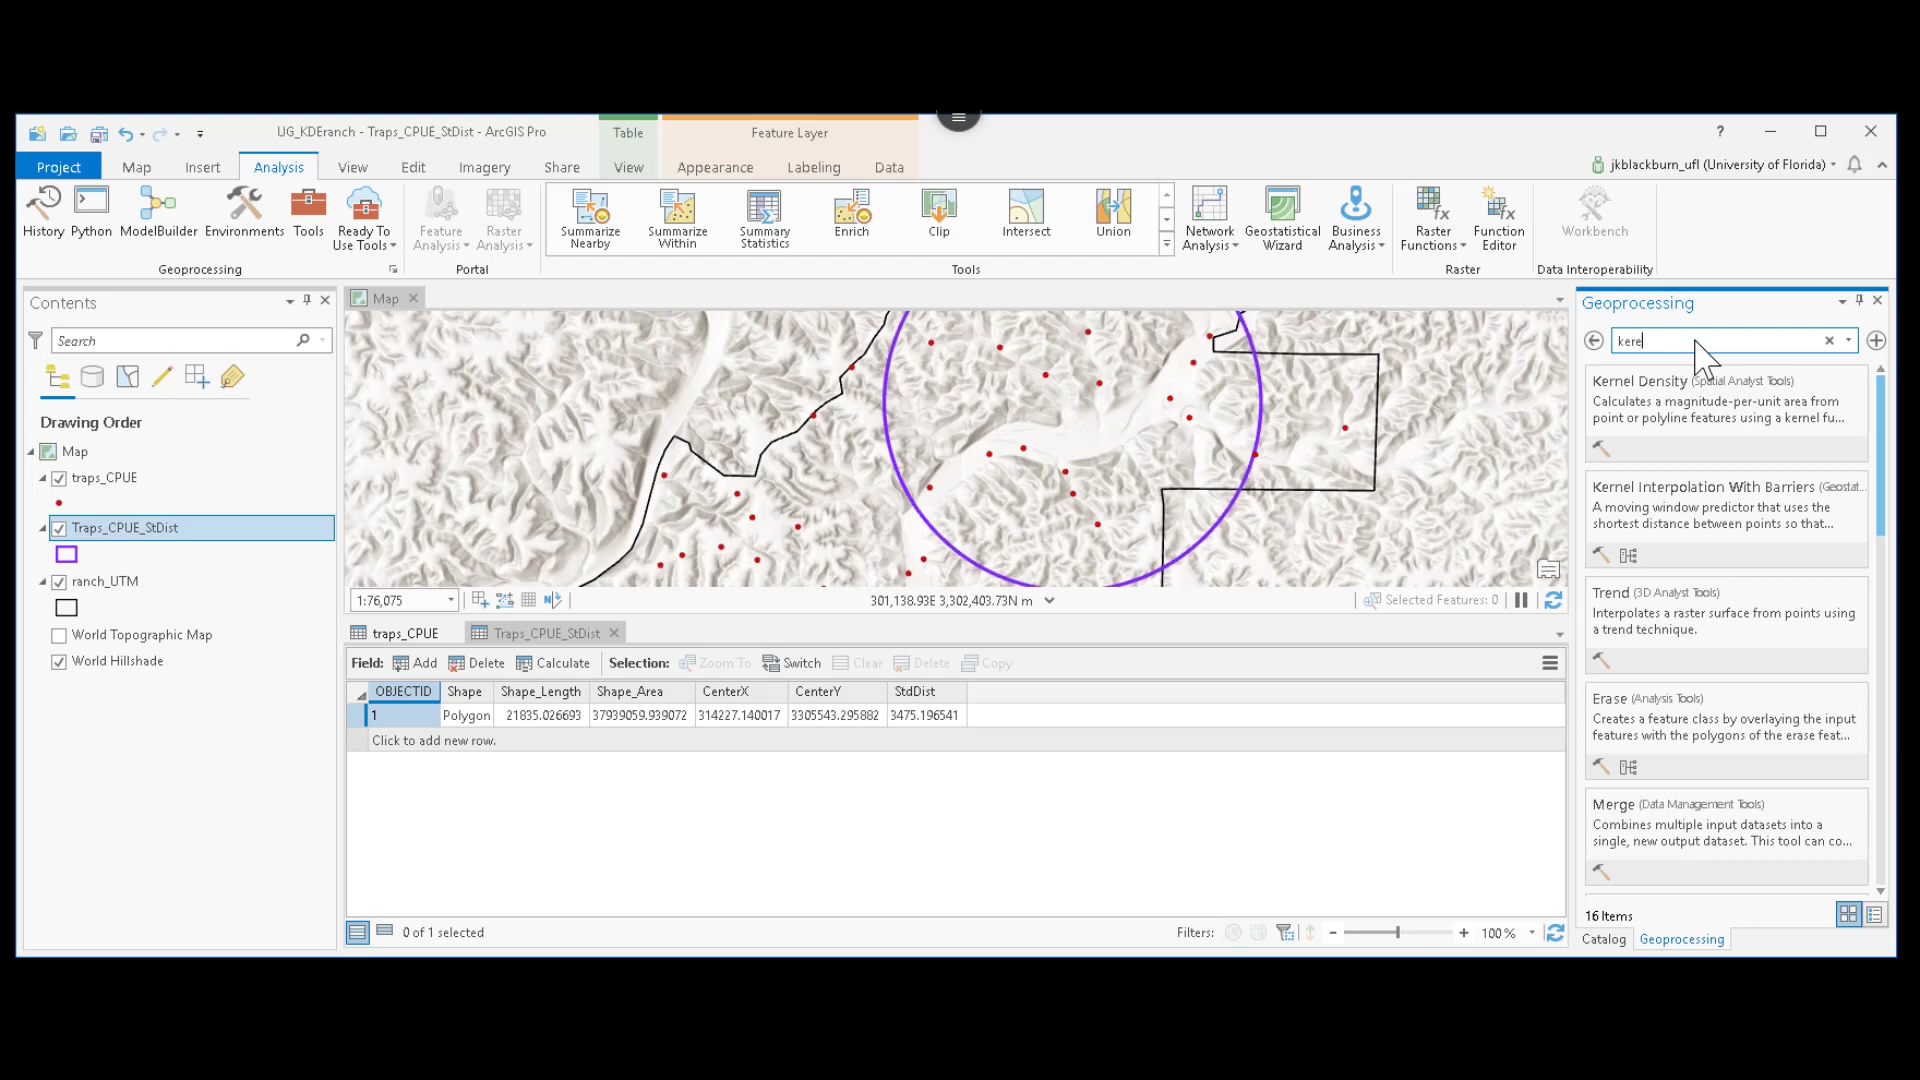 UG_KDEranch - Traps_CPUE_StDist - ArcGIS Pro
Table
Feature Layer
?
Project Map Insert Analysis View Edit Imagery Share View Appearance Labeling Data
jkblackburn_ufl (University of Florida)
History Python ModelBuilder Environments Tools Ready To Use Tools
Feature Analysis Raster Analysis
Summarize Nearby Summarize Within Summary Statistics Enrich Clip Intersect Union
Network Analysis Geostatistical Wizard Business Analysis Raster Functions Function Editor Workbench
Geoprocessing Portal Tools Raster Data Interoperability
Contents
Search
Drawing Order
Map
traps_CPUE
Traps_CPUE_StDist
ranch_UTM
World Topographic Map
World Hillshade
Map
1:76,075
301,138.93E 3,302,403.73N m
Selected Features: 0
traps_CPUE Traps_CPUE_StDist
Field: Add Delete Calculate Selection: Zoom To Switch Clear Delete Copy
OBJECTID Shape Shape_Length Shape_Area CenterX CenterY StdDist
1 Polygon 21835.026693 37939059.939072 314227.140017 3305543.295882 3475.196541
Click to add new row.
0 of 1 selected
Filters: - + 100 %
Geoprocessing
kere
Kernel Density (Spatial Analyst Tools)
Calculates a magnitude-per-unit area from
point or polyline features using a kernel fu...
Kernel Interpolation With Barriers (Geostat...
A moving window predictor that uses the
shortest distance between points so that...
Trend (3D Analyst Tools)
Interpolates a raster surface from points using
a trend technique.
Erase (Analysis Tools)
Creates a feature class by overlaying the input
features with the polygons of the erase feat...
Merge (Data Management Tools)
Combines multiple input datasets into a
single, new output dataset. This tool can co...
16 Items
Catalog Geoprocessing